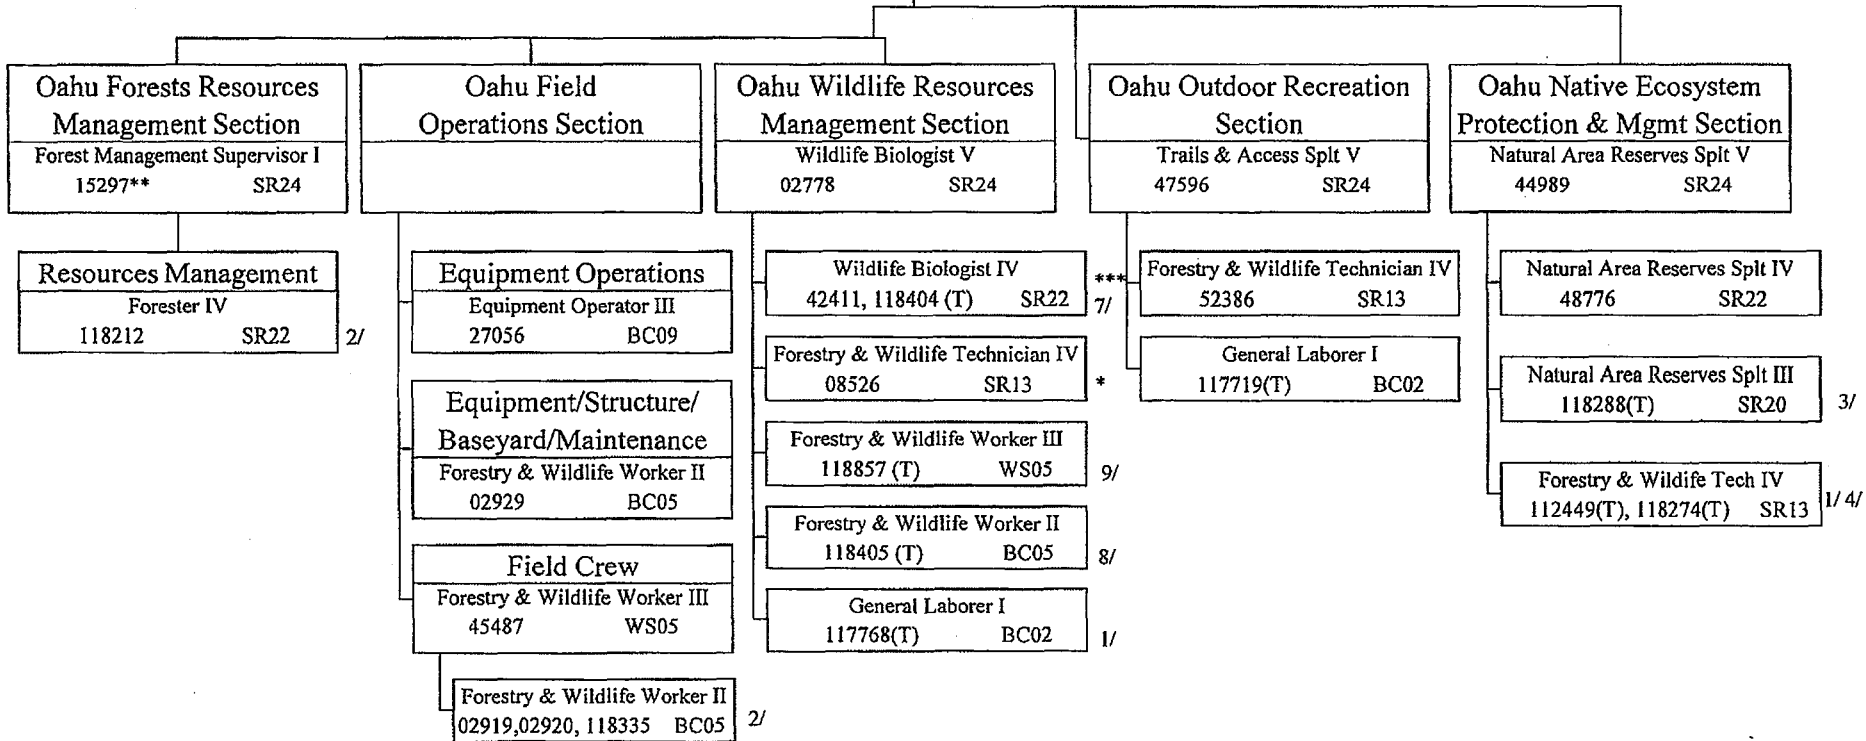 Oahu Forests Resources
Management Section
Forest Management Supervisor I
15297** SR24
Resources Management
Forester IV
118212 SR22 2/
Oahu Field
Operations Section
Equipment Operations
Equipment Operator III
27056 BC09
Equipment/Structure/
Baseyard/Maintenance
Forestry & Wildlife Worker II
02929 BC05
Field Crew
Forestry & Wildlife Worker III
45487 WS05
Forestry & Wildlife Worker II
02919,02920, 118335 BC05 2/
Oahu Wildlife Resources
Management Section
Wildlife Biologist V
02778 SR24
Wildlife Biologist IV ***
42411, 118404 (T) SR22 7/
Forestry & Wildlife Technician IV
08526 SR13 *
Forestry & Wildlife Worker III
118857 (T) WS05 9/
Forestry & Wildlife Worker II
118405 (T) BC05 8/
General Laborer I
117768(T) BC02 1/
Oahu Outdoor Recreation
Section
Trails & Access Splt V
47596 SR24
Forestry & Wildlife Technician IV
52386 SR13
General Laborer I
117719(T) BC02
Oahu Native Ecosystem
Protection & Mgmt Section
Natural Area Reserves Splt V
44989 SR24
Natural Area Reserves Splt IV
48776 SR22
Natural Area Reserves Splt III
118288(T) SR20 3/
Forestry & Wildife Tech IV
112449(T), 118274(T) SR13 1/ 4/